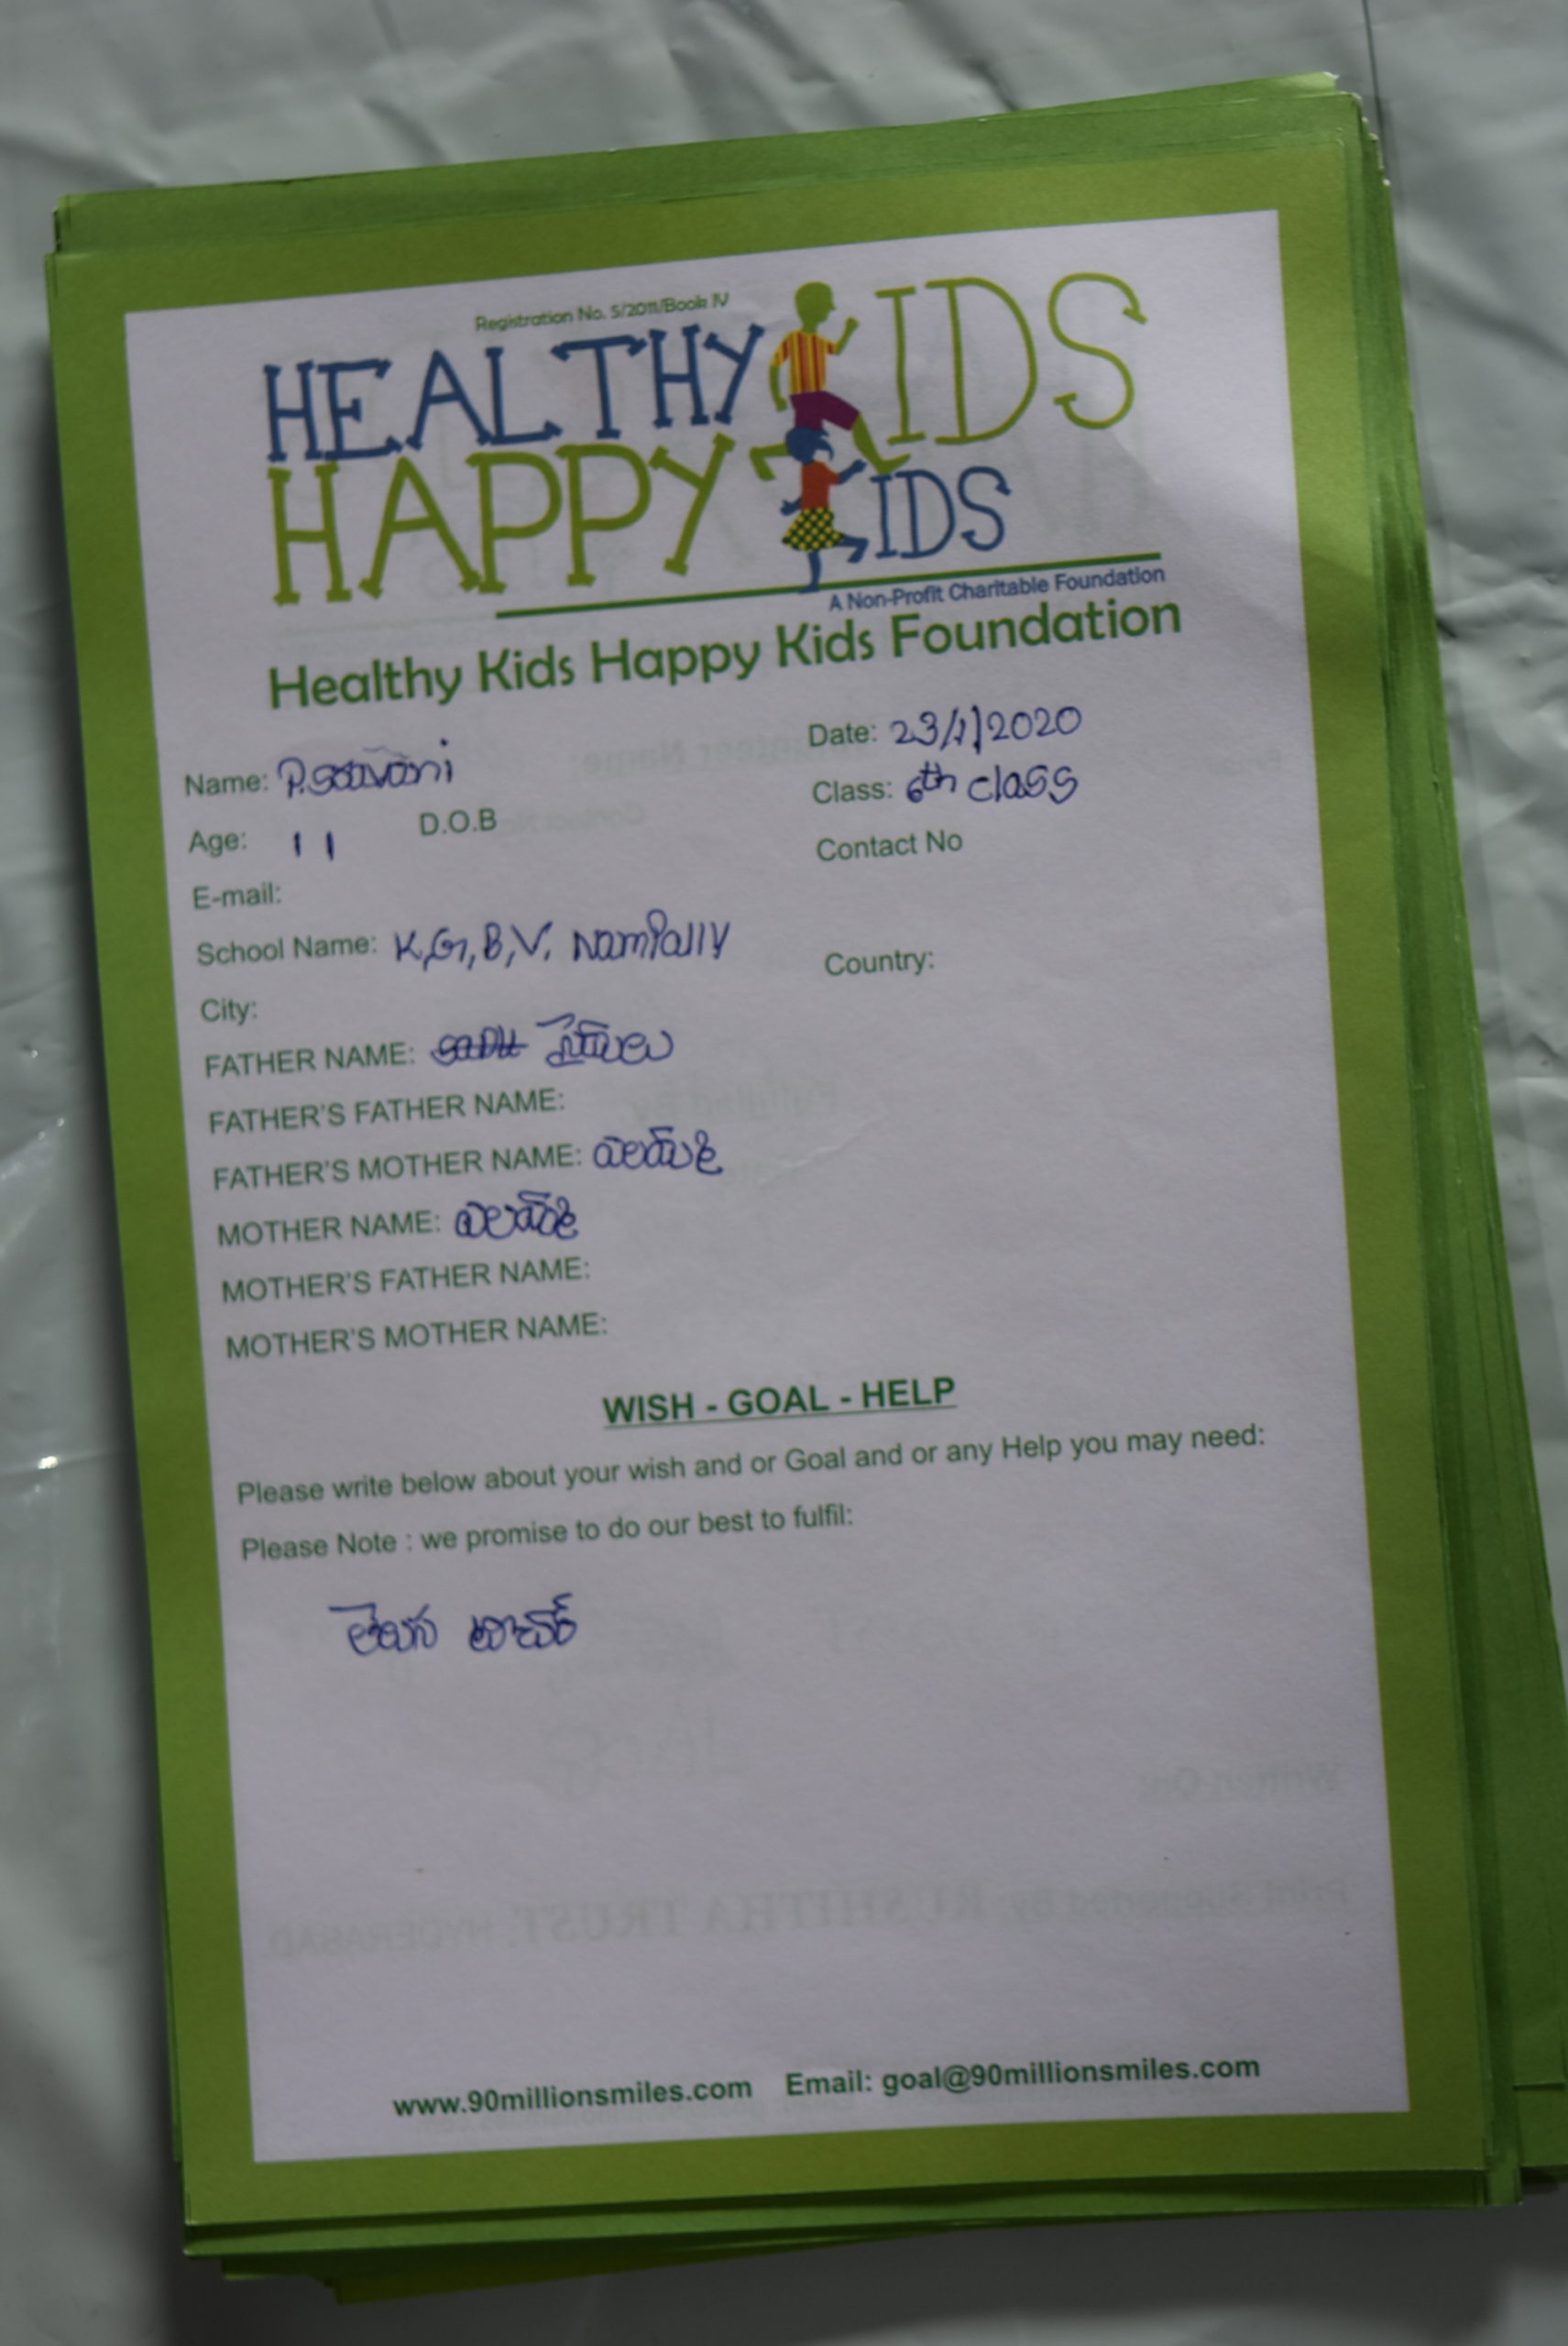 Registration No. 5/2011/Book IV
HEALTHY KIDS
HAPPY KIDS
A Non-Profit Charitable Foundation
Healthy Kids Happy Kids Foundation
Name: P.Sravani Date: 23/1/2020
Age: 11 D.O.B Class: 6th class
Contact No
E-mail:
School Name: K,G,B,V, Nampally
City: Country:
FATHER NAME:
FATHER'S FATHER NAME:
FATHER'S MOTHER NAME:
MOTHER NAME:
MOTHER'S FATHER NAME:
MOTHER'S MOTHER NAME:
WISH - GOAL - HELP
Please write below about your wish and or Goal and or any Help you may need:
Please Note : we promise to do our best to fulfil:
www.90millionsmiles.com Email: goal@90millionsmiles.com